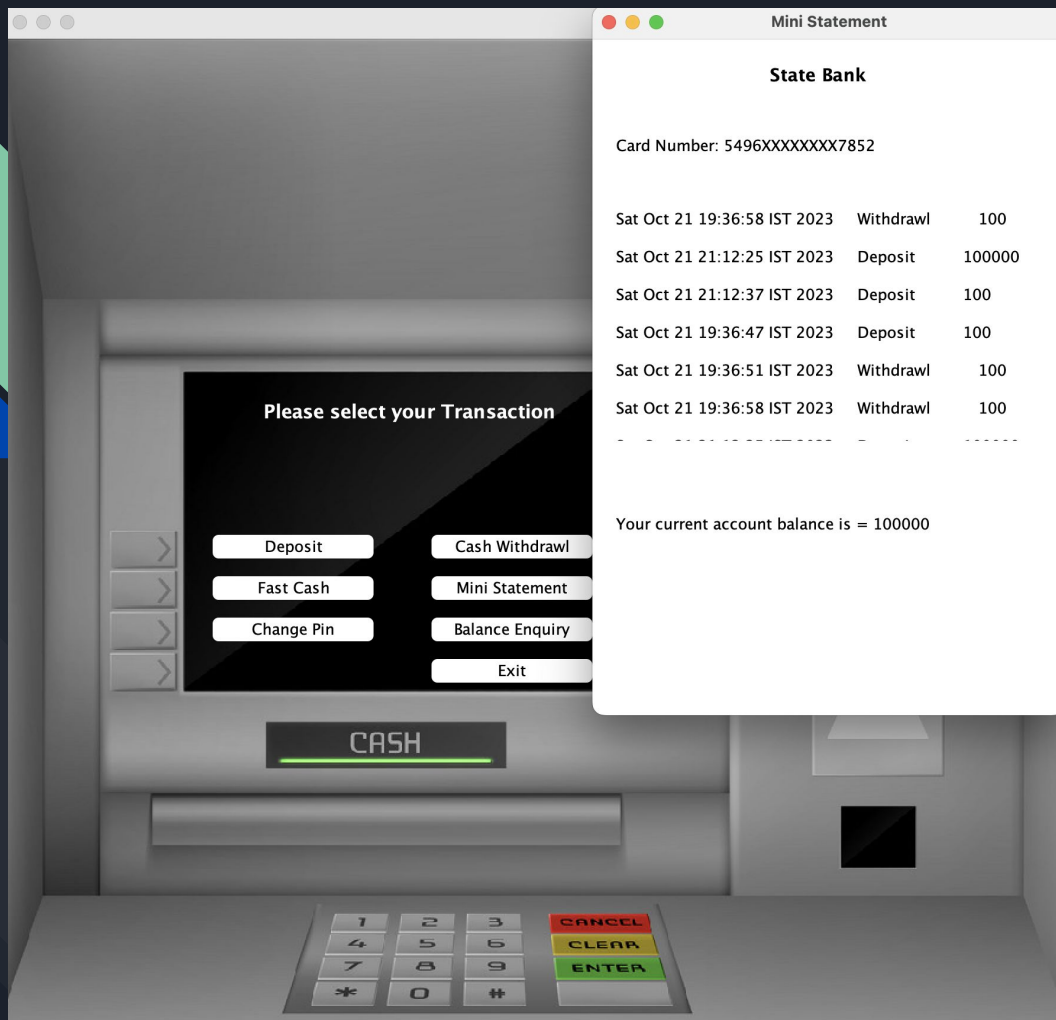 Mini Statement
State Bank
Card Number: 5496XXXXXXXX7852
Sat Oct 21 19:36:58 IST 2023 Withdrawl 100
Sat Oct 21 21:12:25 IST 2023 Deposit 100000
Sat Oct 21 21:12:37 IST 2023 Deposit 100
Sat Oct 21 19:36:47 IST 2023 Deposit 100
Sat Oct 21 19:36:51 IST 2023 Withdrawl 100
Sat Oct 21 19:36:58 IST 2023 Withdrawl 100
Your current account balance is = 100000
Please select your Transaction
Deposit Cash Withdrawl
Fast Cash Mini Statement
Change Pin Balance Enquiry
Exit
CASH
1 2 3 CANCEL
4 5 6 CLEAR
7 8 9 ENTER
* 0 #